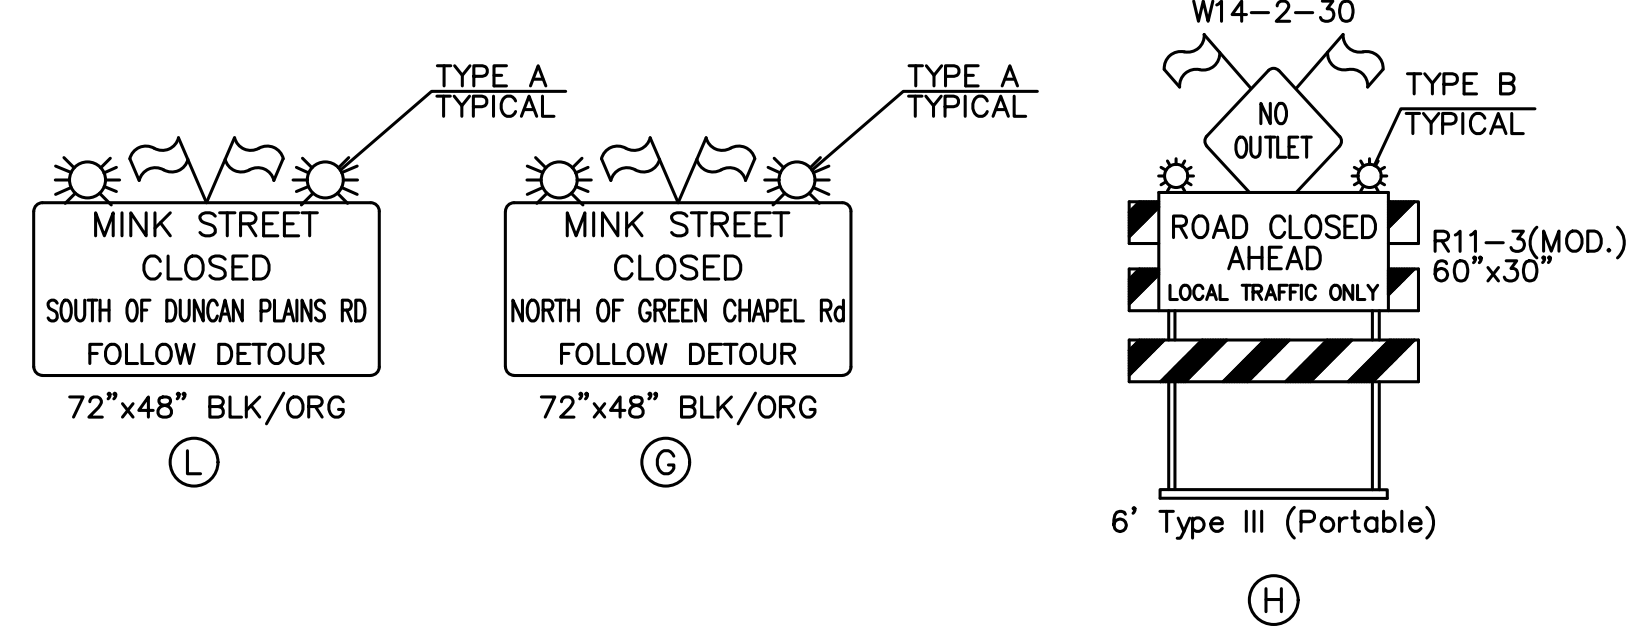 TYPE A
TYPICAL
MINK STREET
CLOSED
SOUTH OF DUNCAN PLAINS RD
FOLLOW DETOUR
72”x48” BLK/ORG
L
TYPE A
TYPICAL
MINK STREET
CLOSED
NORTH OF GREEN CHAPEL Rd
FOLLOW DETOUR
72”x48” BLK/ORG
G
W14-2-30
NO
OUTLET
TYPE B
TYPICAL
ROAD CLOSED
AHEAD
LOCAL TRAFFIC ONLY
R11-3(MOD.)
60”x30”
6’ Type III (Portable)
H